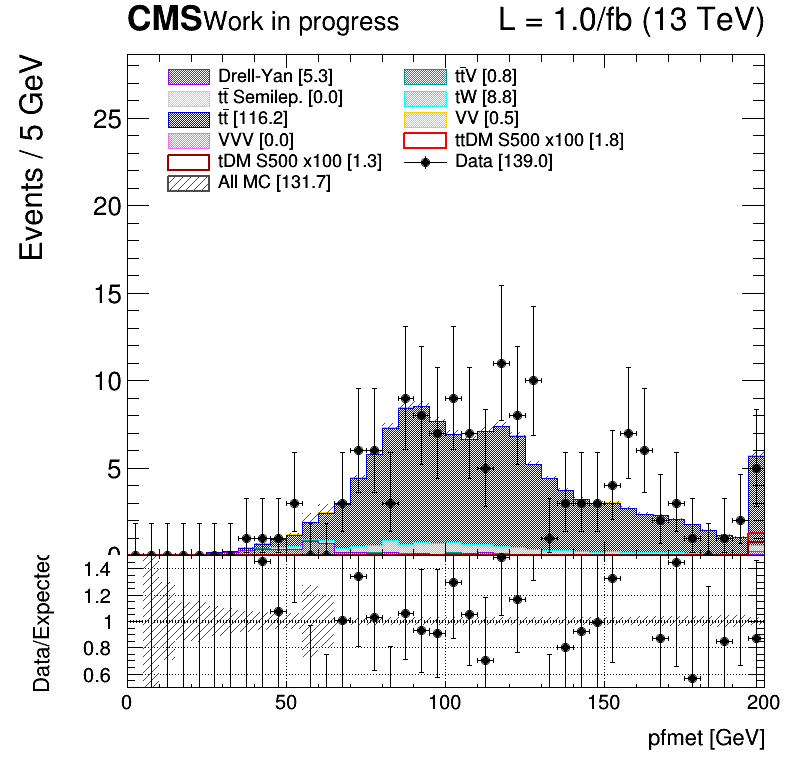 CMS Work in progress L = 1.0/fb (13 TeV)
Events / 5 GeV
Drell-Yan [5.3]
tt̄V [0.8]
tt̄ Semilep. [0.0]
tW [8.8]
tt̄ [116.2]
VV [0.5]
VVV [0.0]
ttDM S500 x100 [1.8]
tDM S500 x100 [1.3]
Data [139.0]
All MC [131.7]
25
20
15
10
5
0
Data/Expected
1.4
1.2
1
0.8
0.6
0 50 100 150 200
pfmet [GeV]